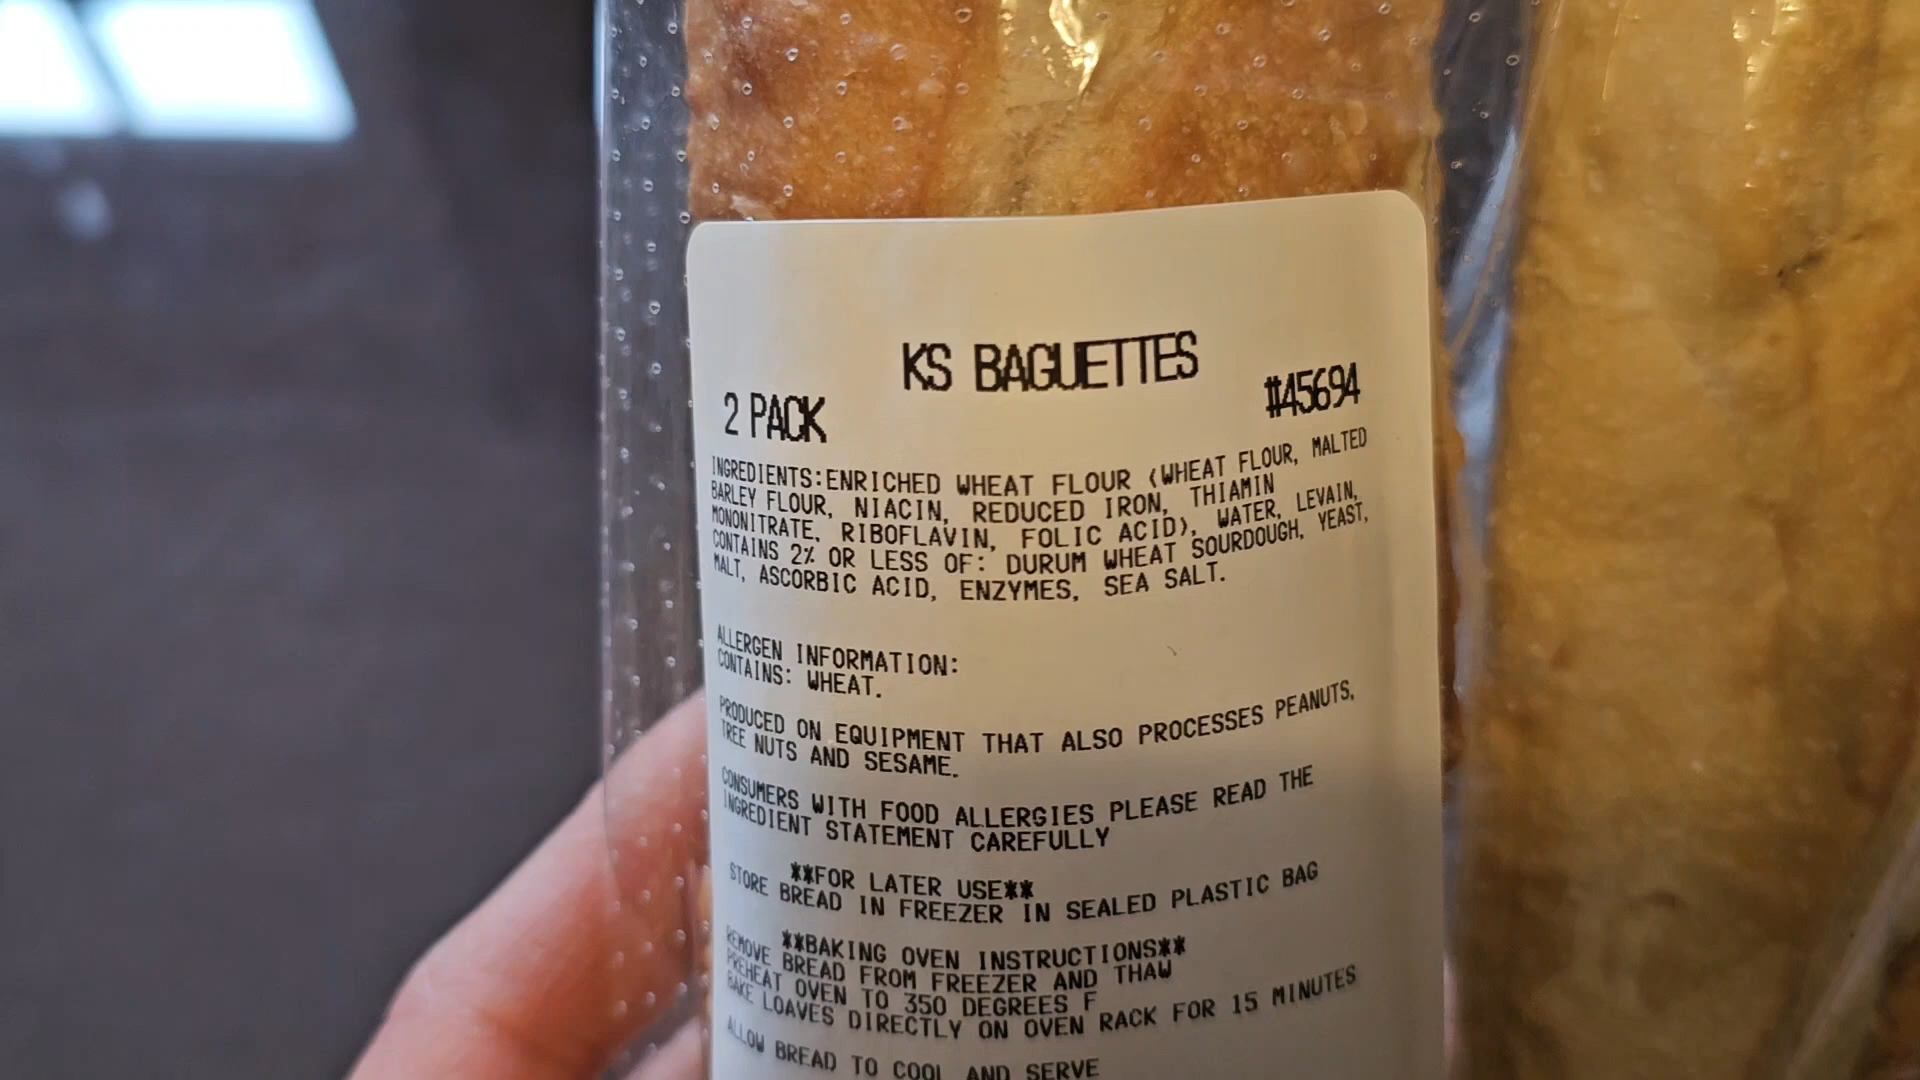 KS BAGUETTES
2 PACK #45694
INGREDIENTS:ENRICHED WHEAT FLOUR (WHEAT FLOUR, MALTED
BARLEY FLOUR, NIACIN, REDUCED IRON, THIAMIN
MONONITRATE, RIBOFLAVIN, FOLIC ACID), WATER, LEVAIN,
CONTAINS 2% OR LESS OF: DURUM WHEAT SOURDOUGH, YEAST,
MALT, ASCORBIC ACID, ENZYMES, SEA SALT.
ALLERGEN INFORMATION:
CONTAINS: WHEAT.
PRODUCED ON EQUIPMENT THAT ALSO PROCESSES PEANUTS,
TREE NUTS AND SESAME.
CONSUMERS WITH FOOD ALLERGIES PLEASE READ THE
INGREDIENT STATEMENT CAREFULLY
**FOR LATER USE**
STORE BREAD IN FREEZER IN SEALED PLASTIC BAG
**BAKING OVEN INSTRUCTIONS**
REMOVE BREAD FROM FREEZER AND THAW
PREHEAT OVEN TO 350 DEGREES F
BAKE LOAVES DIRECTLY ON OVEN RACK FOR 15 MINUTES
ALLOW BREAD TO COOL AND SERVE